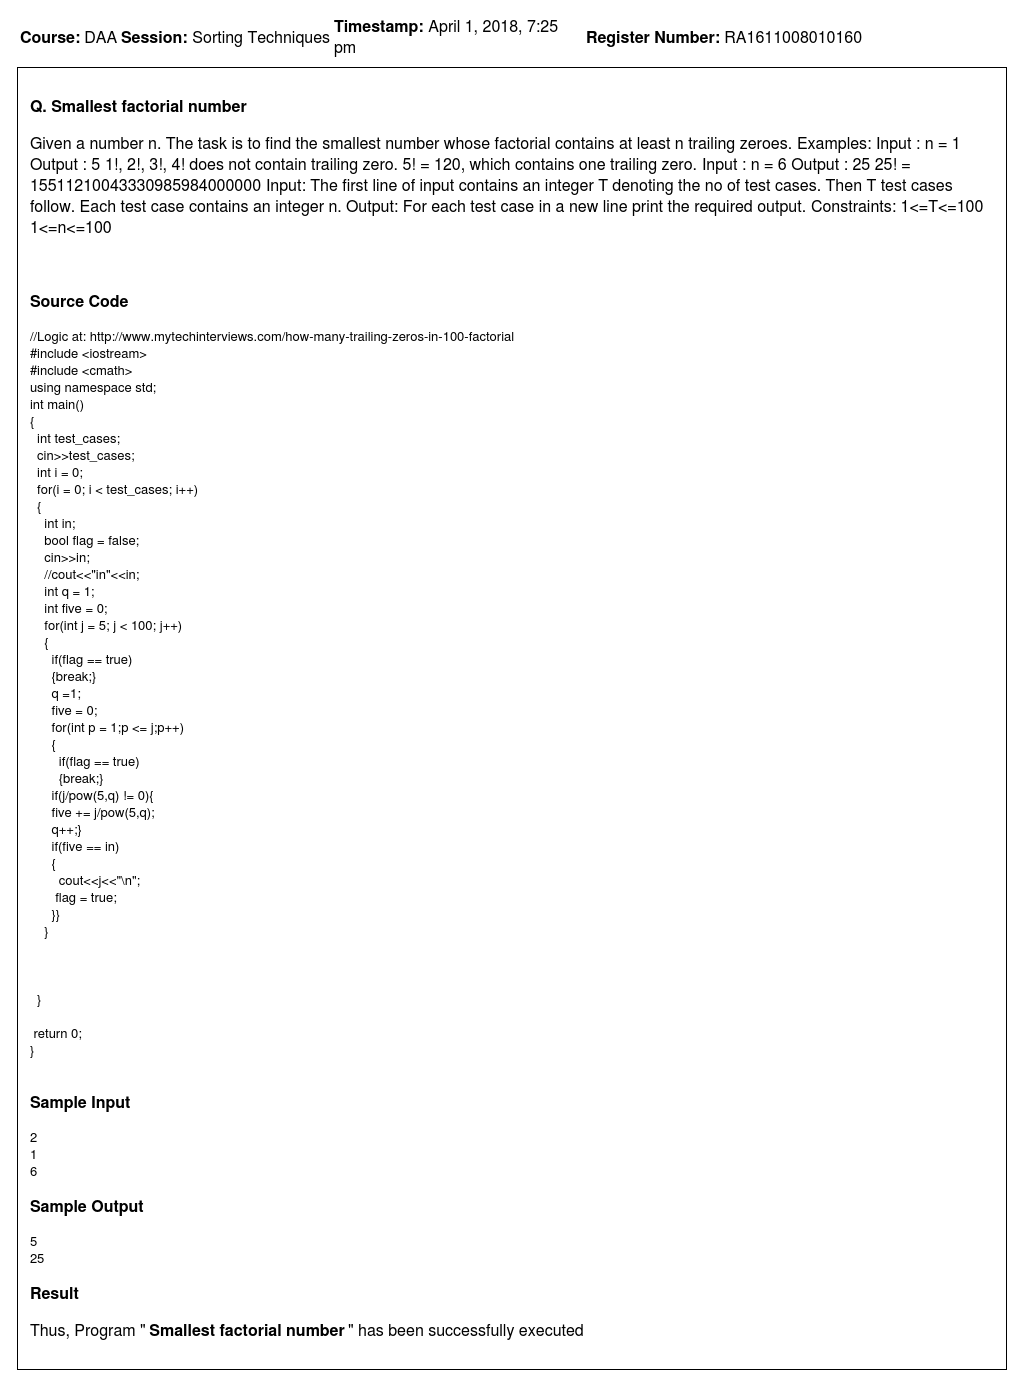 Course: DAA Session: Sorting Techniques Timestamp: April 1, 2018, 7:25 pm Register Number: RA1611008010160
Q. Smallest factorial number
Given a number n. The task is to find the smallest number whose factorial contains at least n trailing zeroes. Examples: Input : n = 1
Output : 5 1!, 2!, 3!, 4! does not contain trailing zero. 5! = 120, which contains one trailing zero. Input : n = 6 Output : 25 25! =
15511210043330985984000000 Input: The first line of input contains an integer T denoting the no of test cases. Then T test cases
follow. Each test case contains an integer n. Output: For each test case in a new line print the required output. Constraints: 1<=T<=100
1<=n<=100
Source Code
//Logic at: http://www.mytechinterviews.com/how-many-trailing-zeros-in-100-factorial
#include <iostream>
#include <cmath>
using namespace std;
int main()
{
int test_cases;
cin>>test_cases;
int i = 0;
for(i = 0; i < test_cases; i++)
{
int in;
bool flag = false;
cin>>in;
//cout<<"in"<<in;
int q = 1;
int five = 0;
for(int j = 5; j < 100; j++)
{
if(flag == true)
{break;}
q =1;
five = 0;
for(int p = 1;p <= j;p++)
{
if(flag == true)
{break;}
if(j/pow(5,q) != 0){
five += j/pow(5,q);
q++;}
if(five == in)
{
cout<<j<<"\n";
flag = true;
}}
}
}
return 0;
}
Sample Input
2
1
6
Sample Output
5
25
Result
Thus, Program " Smallest factorial number " has been successfully executed